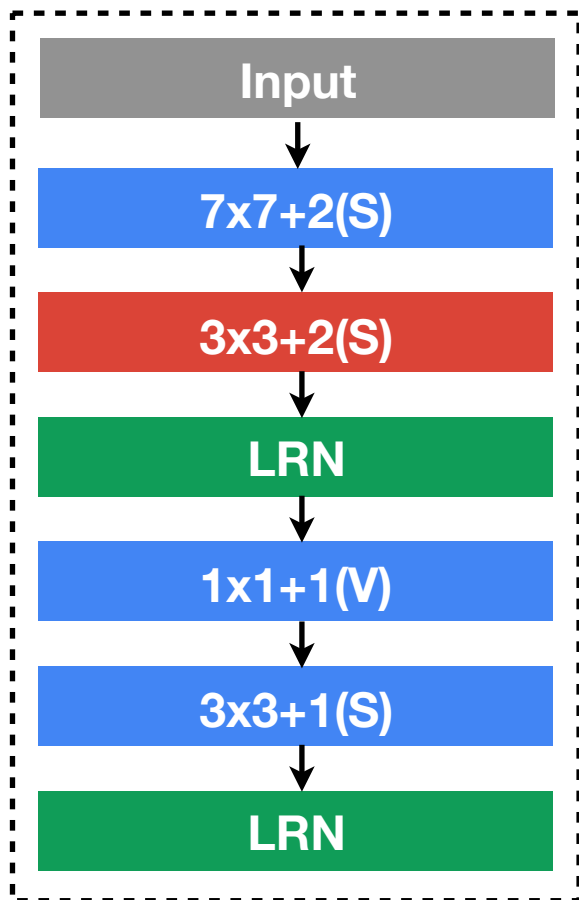 Input
7x7+2(S)
3x3+2(S)
LRN
1x1+1(V)
3x3+1(S)
LRN